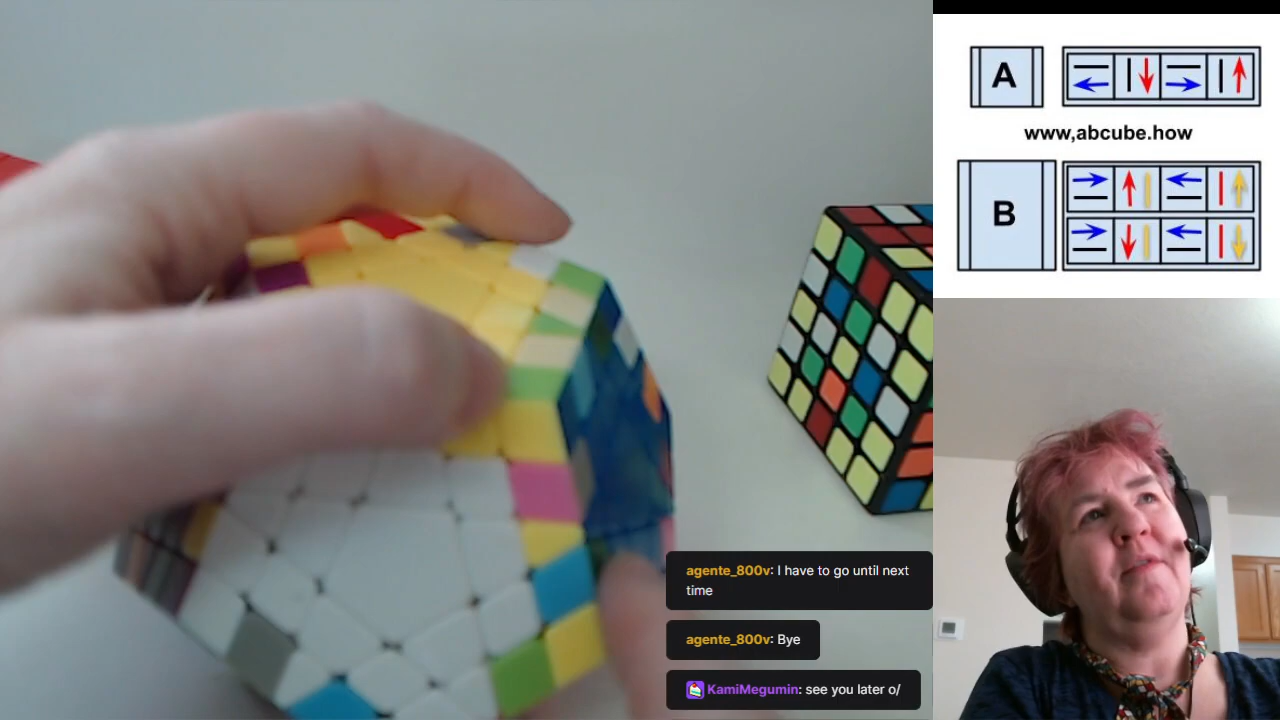 A
www,abcube.how
B
agente_800v: I have to go until next
time
agente_800v: Bye
KamiMegumin: see you later o/